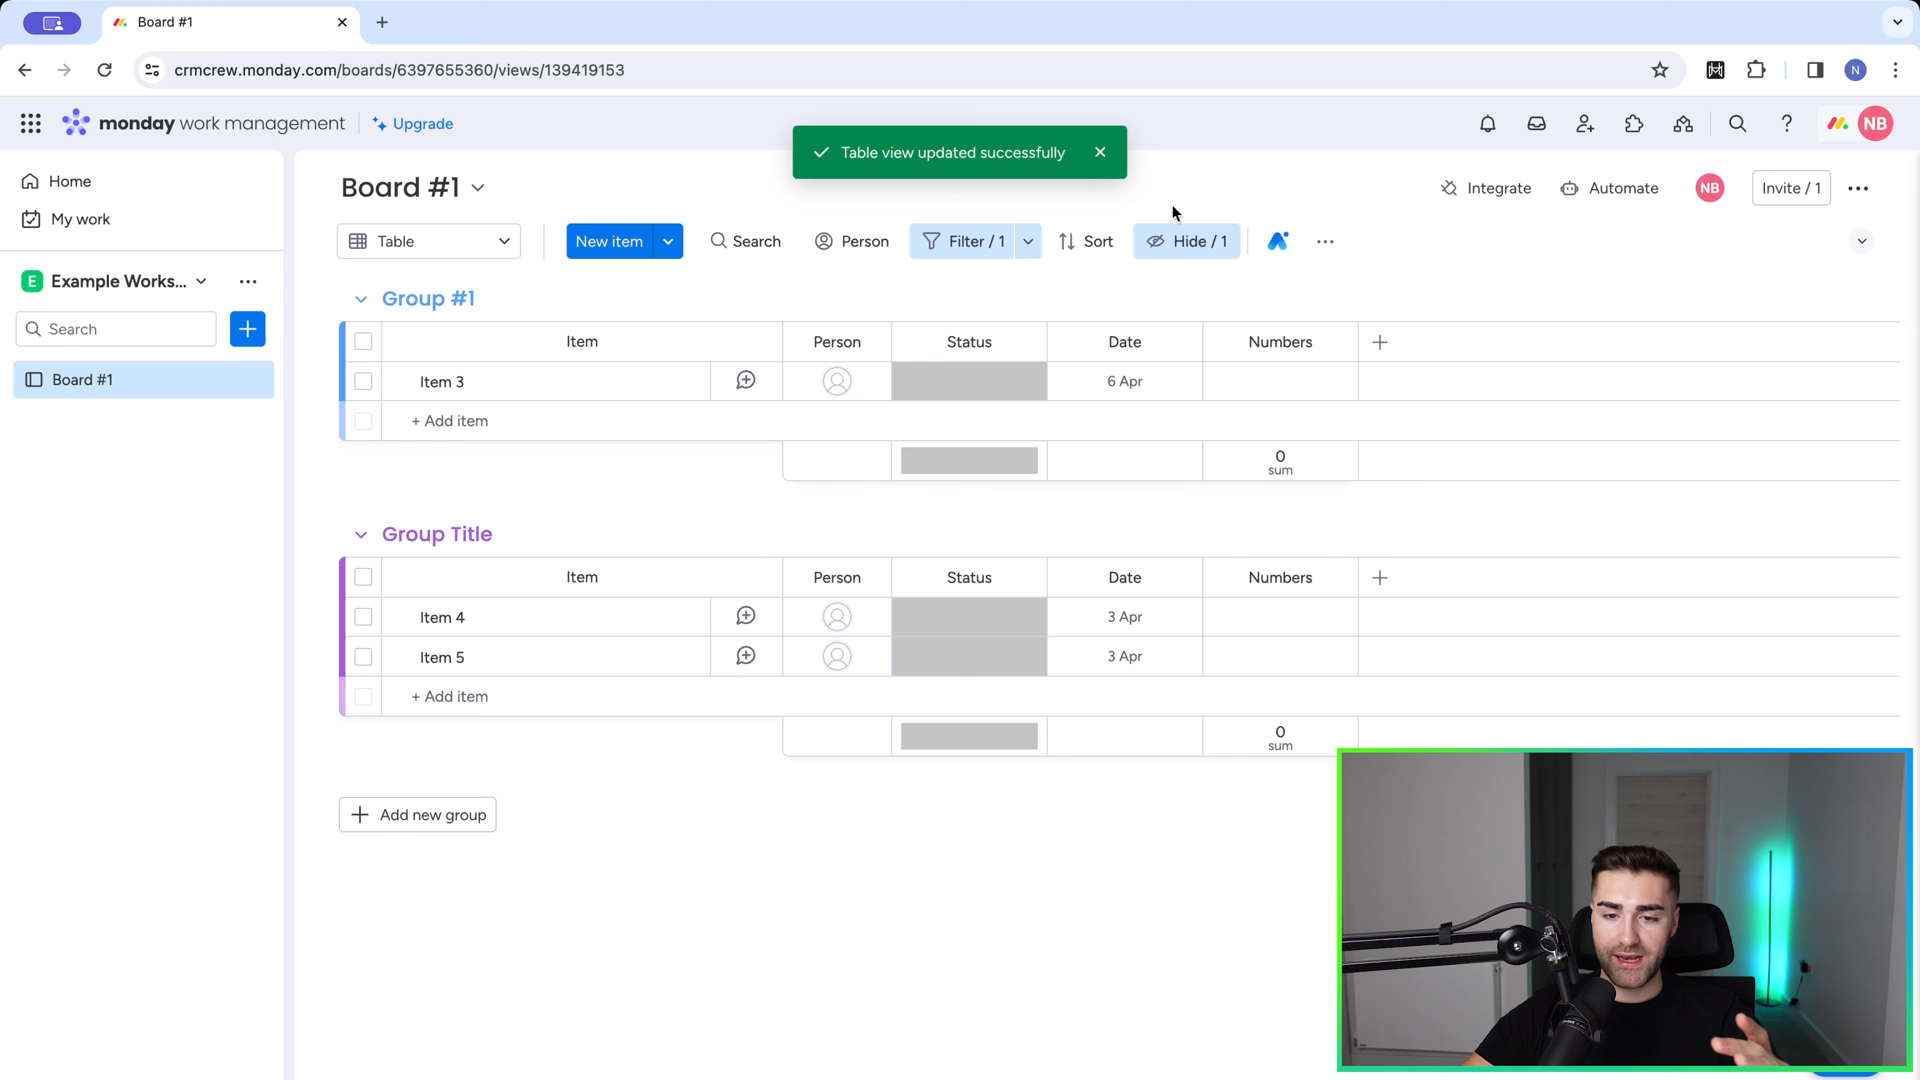 Board #1
crmcrew.monday.com/boards/6397655360/views/139419153
N
monday work management
Upgrade
NB
Table view updated successfully
Home
My work
Board #1
Integrate
Automate
NB
Invite / 1
Table
New item
Search
Person
Filter / 1
Sort
Hide / 1
E Example Works...
Search
Board #1
Group #1
Item Person Status Date Numbers
Item 3 6 Apr
+ Add item
0
sum
Group Title
Item Person Status Date Numbers
Item 4 3 Apr
Item 5 3 Apr
+ Add item
0
sum
Add new group